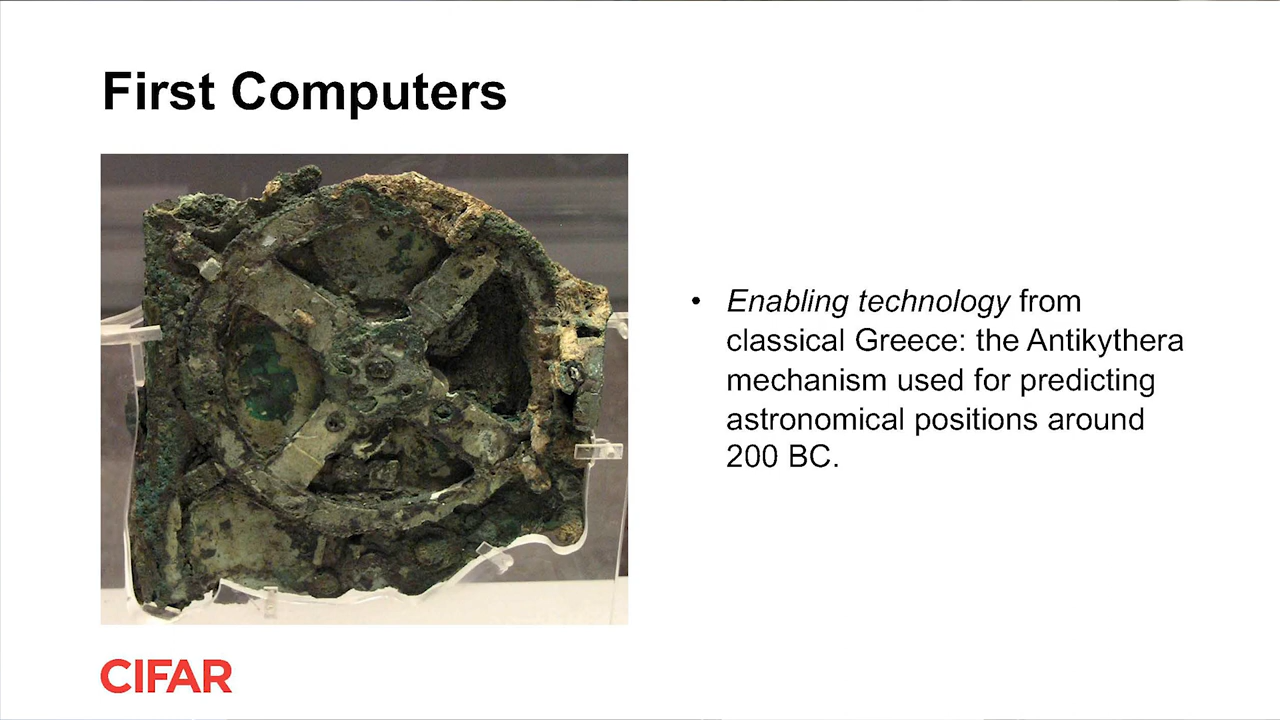 First Computers
• Enabling technology from
classical Greece: the Antikythera
mechanism used for predicting
astronomical positions around
200 BC.
CIFAR